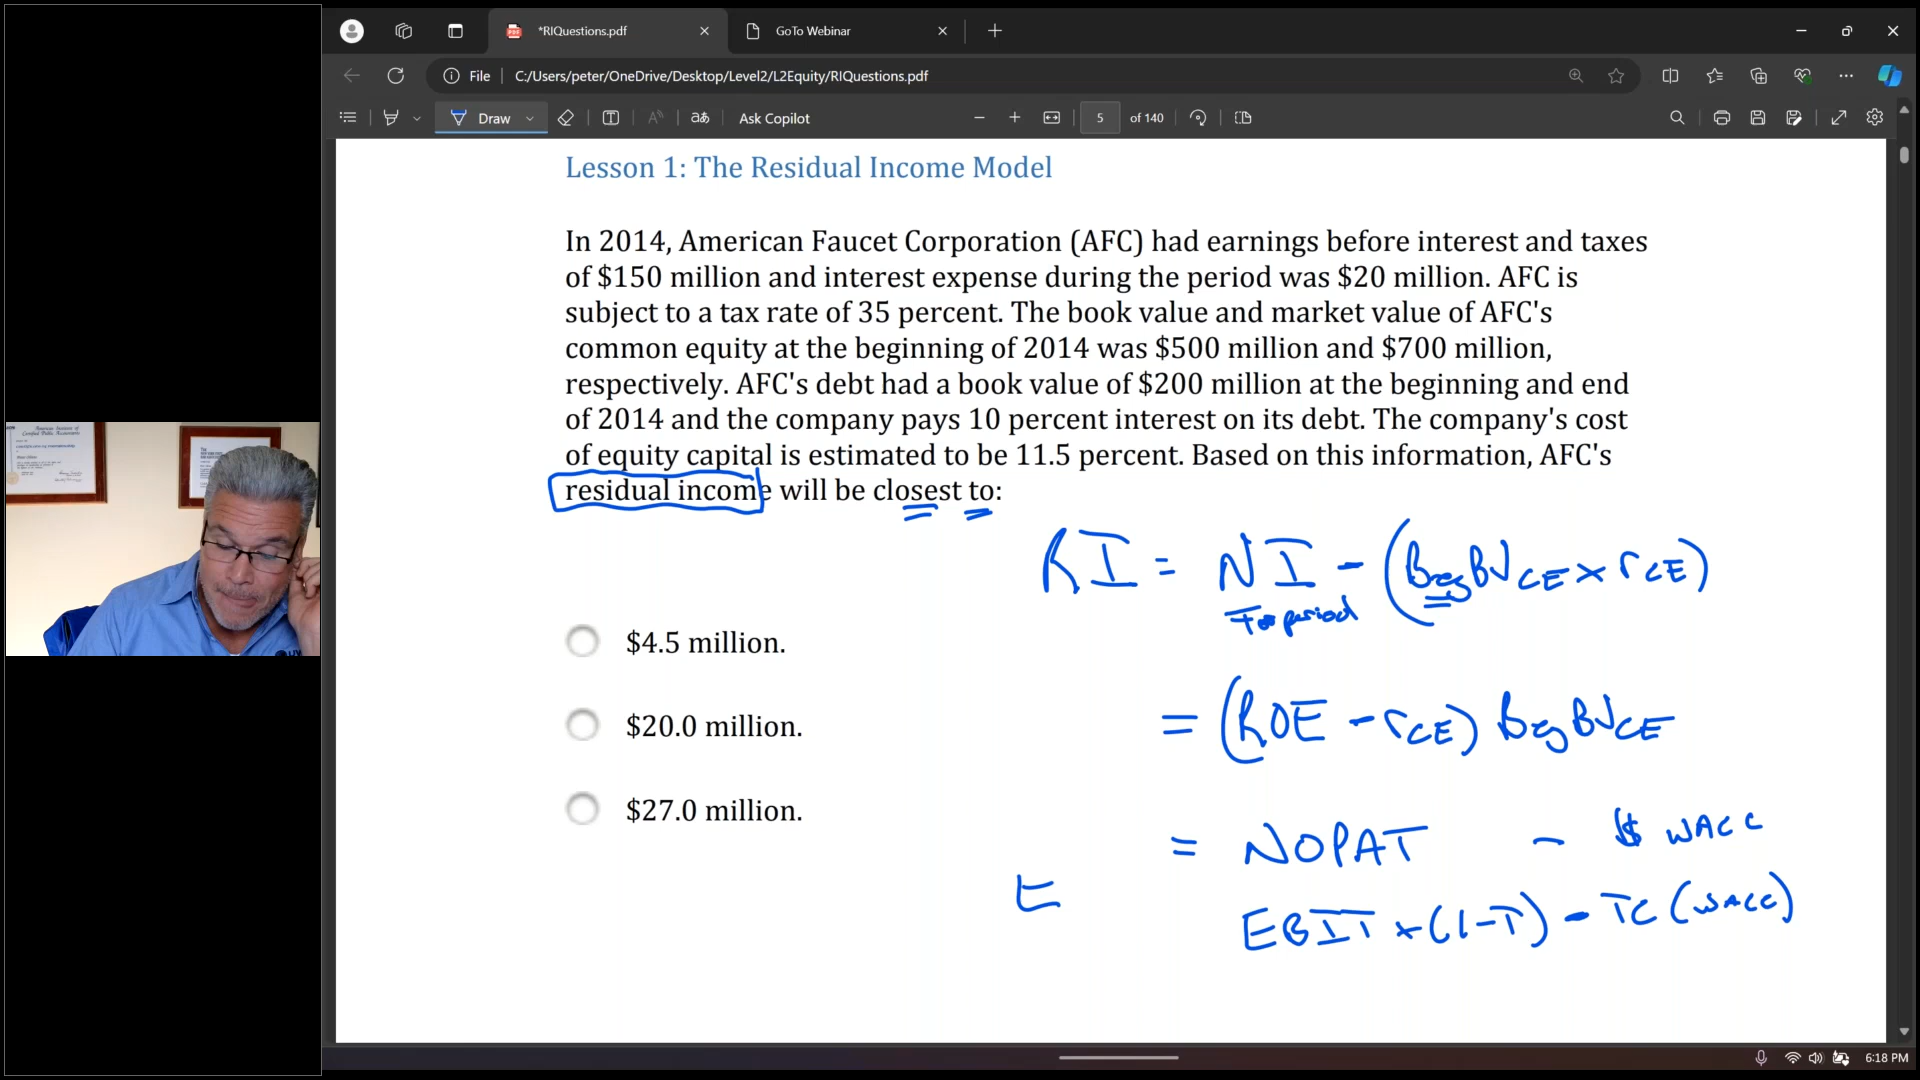 *RIQuestions.pdf
GoTo Webinar
File
C:/Users/peter/OneDrive/Desktop/Level2/L2Equity/RIQuestions.pdf
Draw
Ask Copilot
5 of 140
Lesson 1: The Residual Income Model
In 2014, American Faucet Corporation (AFC) had earnings before interest and taxes
of $150 million and interest expense during the period was $20 million. AFC is
subject to a tax rate of 35 percent. The book value and market value of AFC's
common equity at the beginning of 2014 was $500 million and $700 million,
respectively. AFC's debt had a book value of $200 million at the beginning and end
of 2014 and the company pays 10 percent interest on its debt. The company's cost
of equity capital is estimated to be 11.5 percent. Based on this information, AFC's
residual income will be closest to:
RI = NI - (BegBV CE x r CE)
For period
$4.5 million.
= (ROE - r CE) BegBV CE
$20.0 million.
$27.0 million.
= NOPAT - $ WACC
E
EBIT x (1-T) - TC (WACC)
6:18 PM